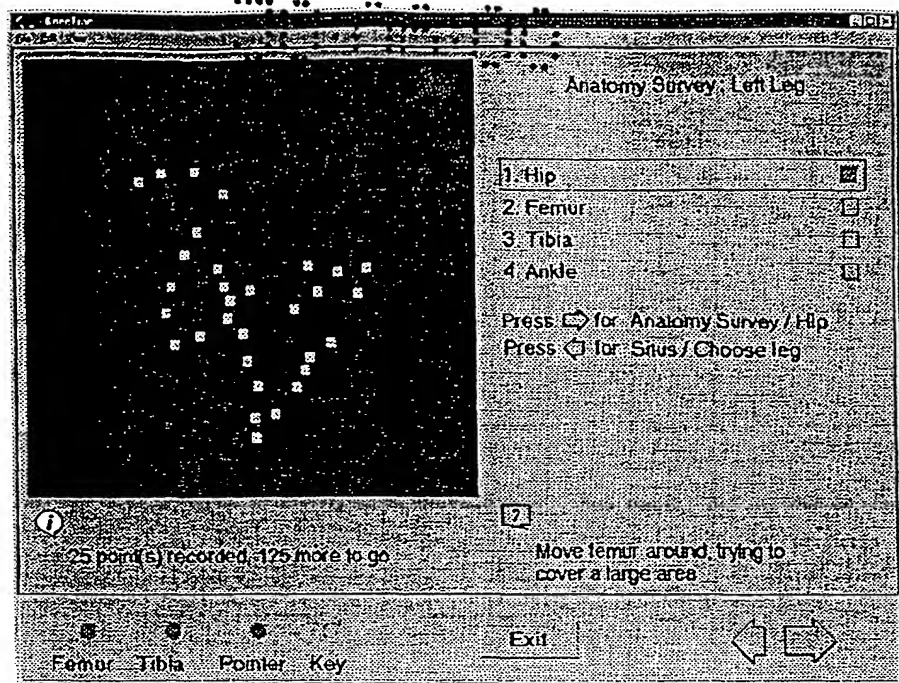 Anatomy Survey, Left Leg
1. Hip
2. Femur
3. Tibia
4. Ankle
Press for Anatomy Survey / Hip
Press for / Choose leg
i
25 point(s) recorded, 125 more to go
?
Move femur around, trying to
cover a large area
Exit
Femur Tibia Pointer Key